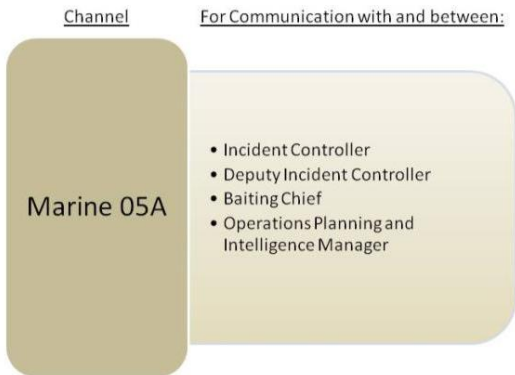 Channel
For Communication with and between:
Marine 05A
• Incident Controller
• Deputy Incident Controller
• Baiting Chief
• Operations Planning and
Intelligence Manager